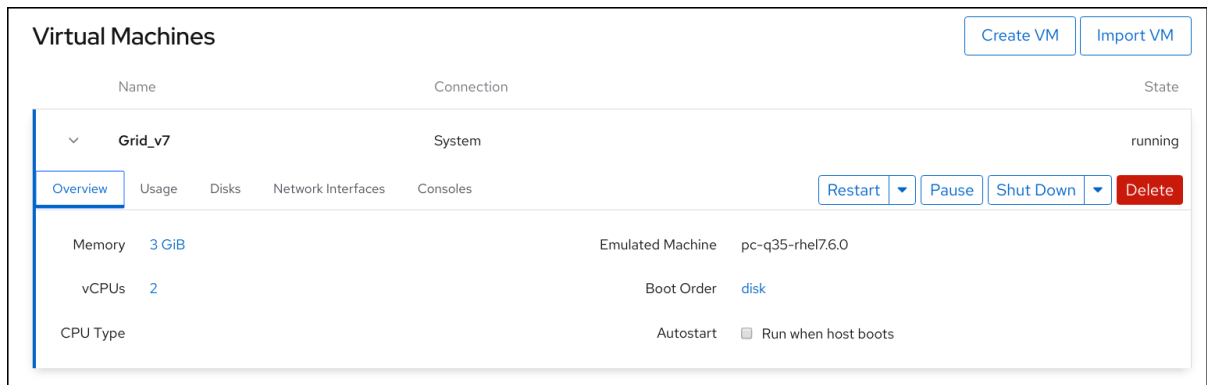 Virtual Machines Create VM Import VM
Name Connection State
Grid_v7 System running
Overview Usage Disks Network Interfaces Consoles Restart Pause Shut Down Delete
Memory 3 GiB Emulated Machine pc-q35-rhel7.6.0
vCPUs 2 Boot Order disk
CPU Type Autostart Run when host boots